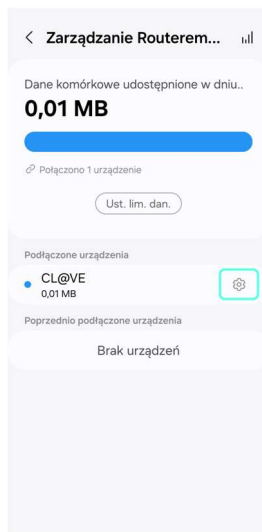 Zarządzanie Routerem...
Dane komórkowe udostępnione w dniu..
0,01 MB
Połączono 1 urządzenie
Ust. lim. dan.
Podłączone urządzenia
CL@VE
0,01 MB
Poprzednio podłączone urządzenia
Brak urządzeń